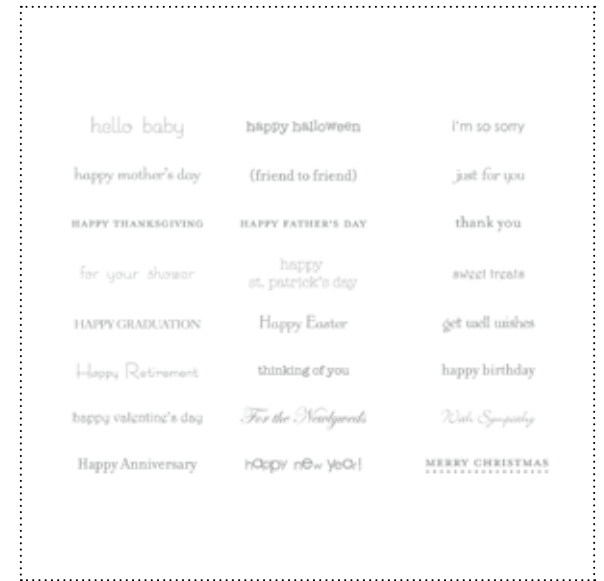 hello baby
happy halloween
i'm so sorry
happy mother's day
(friend to friend)
just for you
HAPPY THANKSGIVING
HAPPY FATHER'S DAY
thank you
for your shower
happy
st. patrick's day
sweet treats
HAPPY GRADUATION
Happy Easter
get well wishes
Happy Retirement
thinking of you
happy birthday
happy valentine's day
For the Newlyweds
With Sympathy
Happy Anniversary
happy new year!
MERRY CHRISTMAS